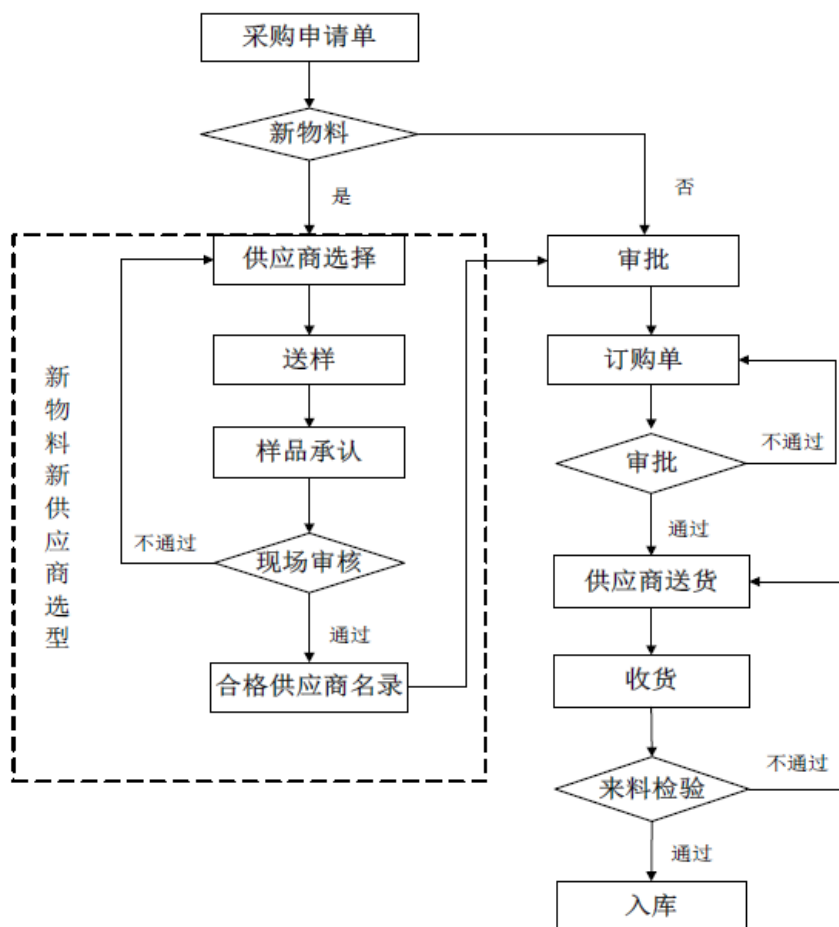 采购申请单
新物料
是
否
供应商选择
送样
样品承认
现场审核
不通过
通过
合格供应商名录
新物料新供应商选型
审批
订购单
审批
不通过
通过
供应商送货
收货
来料检验
不通过
通过
入库